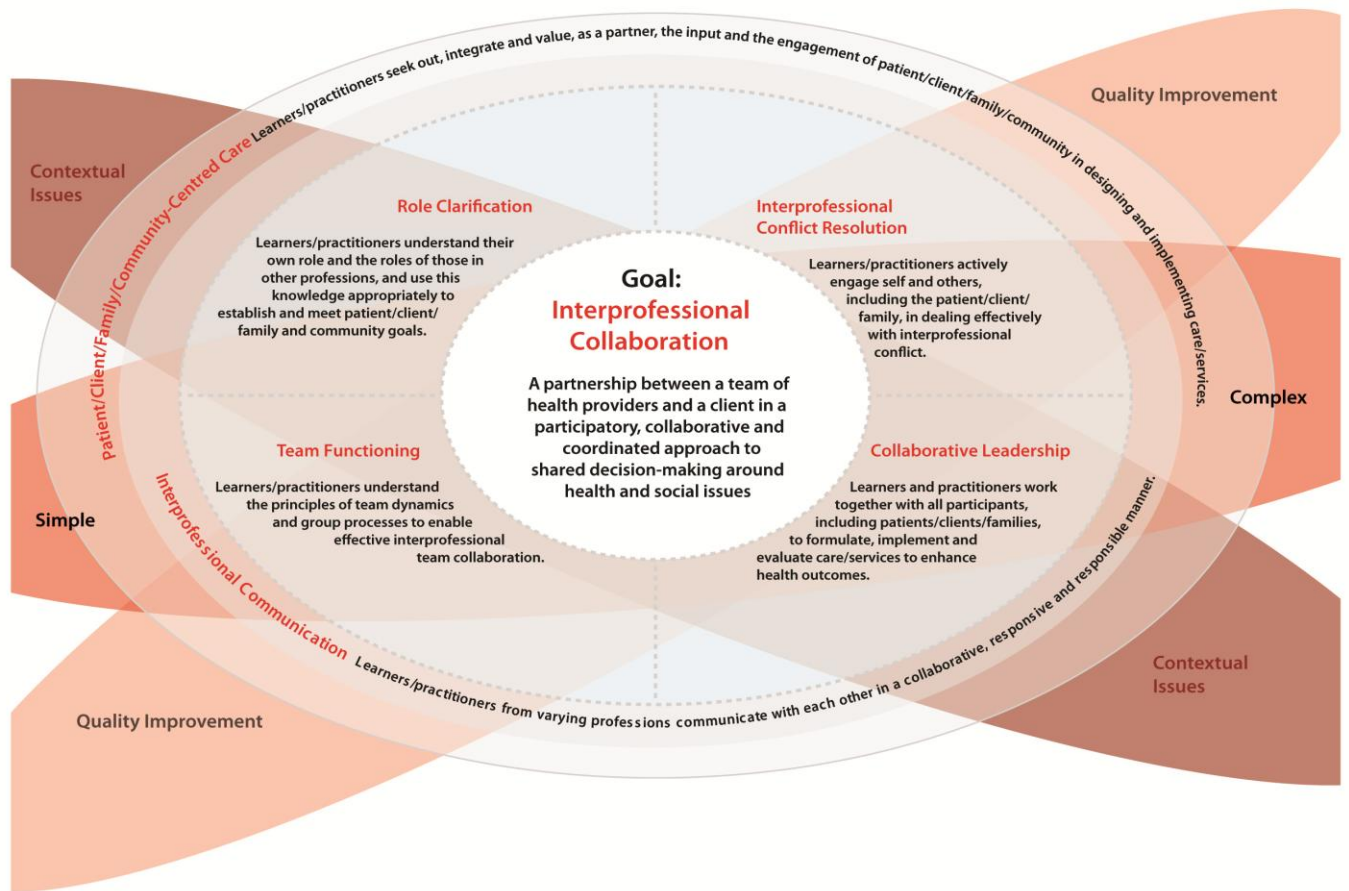 Patient/Client/Family/Community-Centred Care Learners/practitioners seek out, integrate and value, as a partner, the input and the engagement of patient/client/family/community in designing and implementing care/services.
Quality Improvement
Contextual
Issues
Role Clarification
Learners/practitioners understand their
own role and the roles of those in
other professions, and use this
knowledge appropriately to
establish and meet patient/client/
family and community goals.
Interprofessional
Conflict Resolution
Learners/practitioners actively
engage self and others,
including the patient/client/
family, in dealing effectively
with interprofessional
conflict.
Goal:
Interprofessional
Collaboration
A partnership between a team of
health providers and a client in a
participatory, collaborative and
coordinated approach to
shared decision-making around
health and social issues
Simple
Complex
Team Functioning
Learners/practitioners understand
the principles of team dynamics
and group processes to enable
effective interprofessional
team collaboration.
Collaborative Leadership
Learners and practitioners work
together with all participants,
including patients/clients/families,
to formulate, implement and
evaluate care/services to enhance
health outcomes.
Interprofessional Communication Learners/practitioners from varying professions communicate with each other in a collaborative, responsive and responsible manner.
Quality Improvement
Contextual
Issues